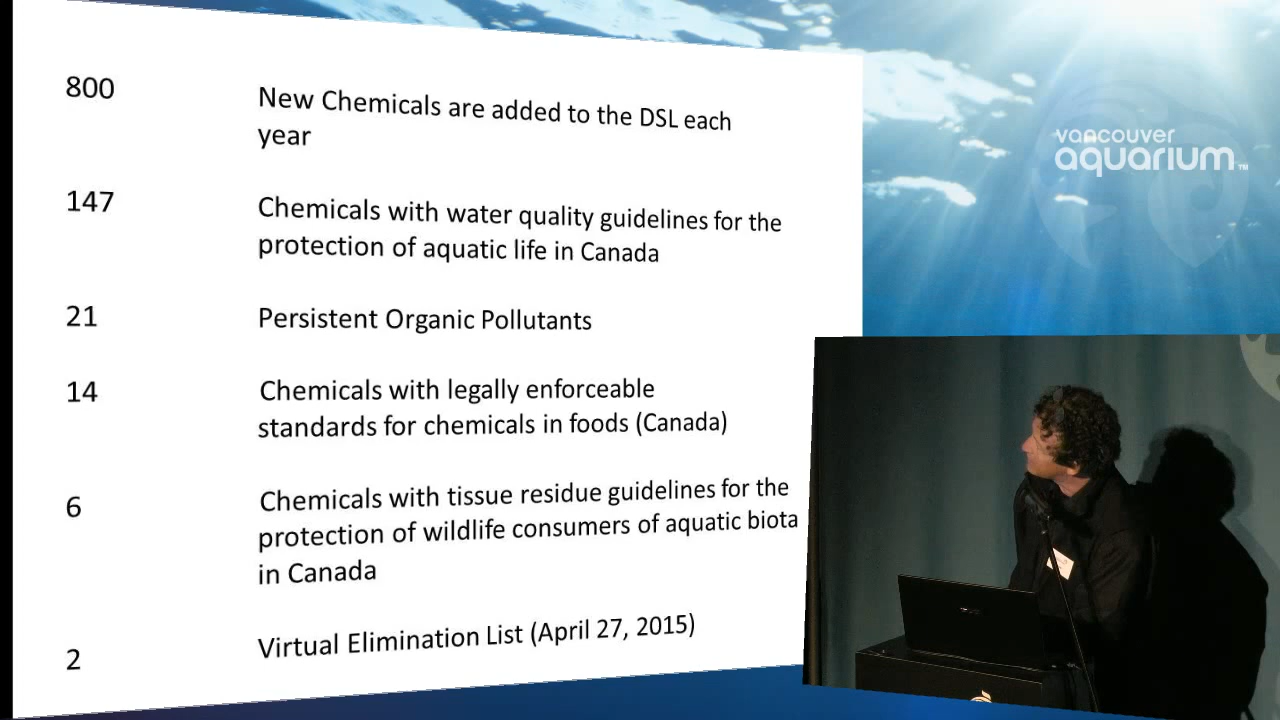 800
New Chemicals are added to the DSL each
year
147
Chemicals with water quality guidelines for the
protection of aquatic life in Canada
21
Persistent Organic Pollutants
14
Chemicals with legally enforceable
standards for chemicals in foods (Canada)
6
Chemicals with tissue residue guidelines for the
protection of wildlife consumers of aquatic biota
in Canada
2
Virtual Elimination List (April 27, 2015)
vancouver
aquarium™